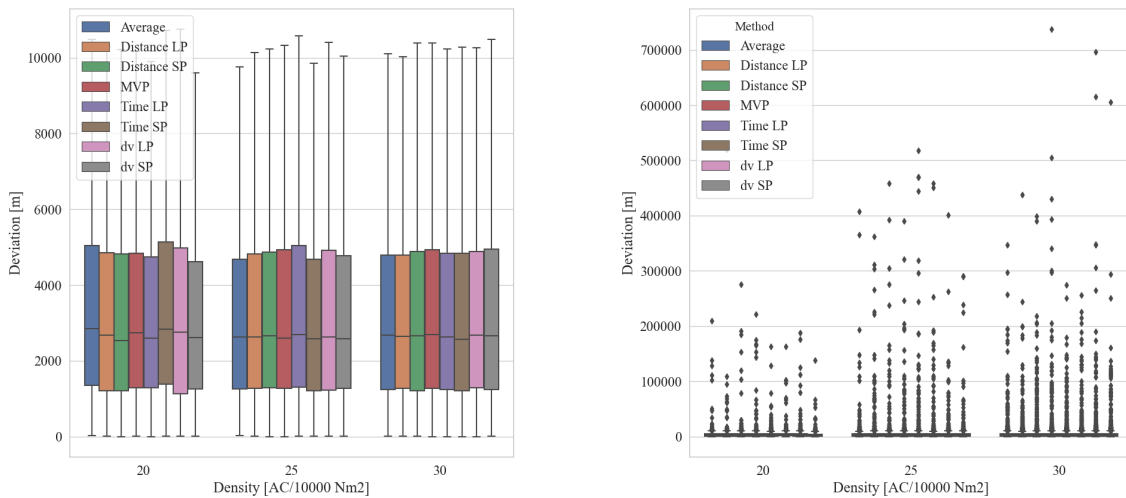 Average
Distance LP
Distance SP
MVP
Time LP
Time SP
dv LP
dv SP
10000
8000
6000
4000
2000
0
Deviation [m]
20
25
30
Density [AC/10000 Nm2]
Method
Average
Distance LP
Distance SP
MVP
Time LP
Time SP
dv LP
dv SP
700000
600000
500000
400000
300000
200000
100000
0
Deviation [m]
20
25
30
Density [AC/10000 Nm2]